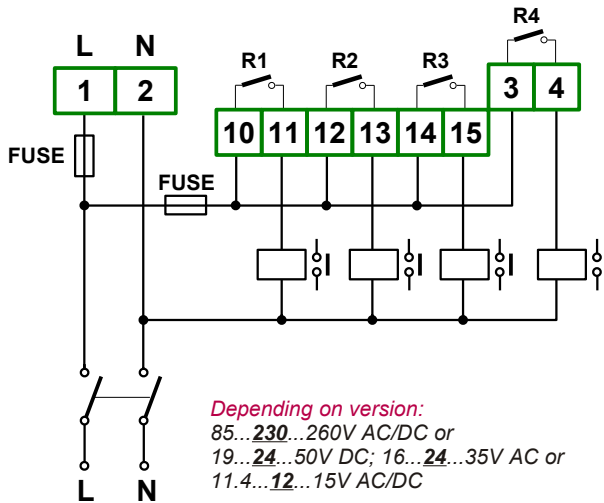 R4
L N
R1 R2 R3
1 2
3 4
10 11 12 13 14 15
FUSE
FUSE
Depending on version:
85...230...260V AC/DC or
19...24...50V DC; 16...24...35V AC or
11.4...12...15V AC/DC
L N